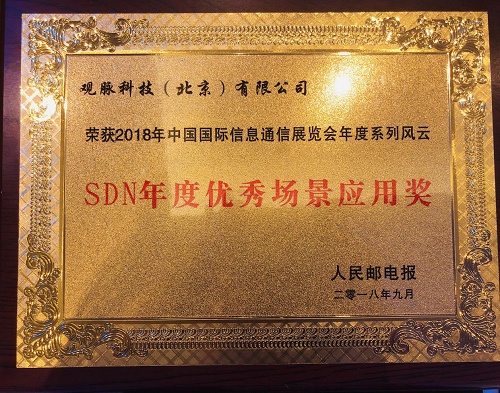 观脉科技（北京）有限公司
荣获2018年中国国际信息通信展览会年度系列风云
SDN年度优秀场景应用奖
人民邮电报
二零一八年九月